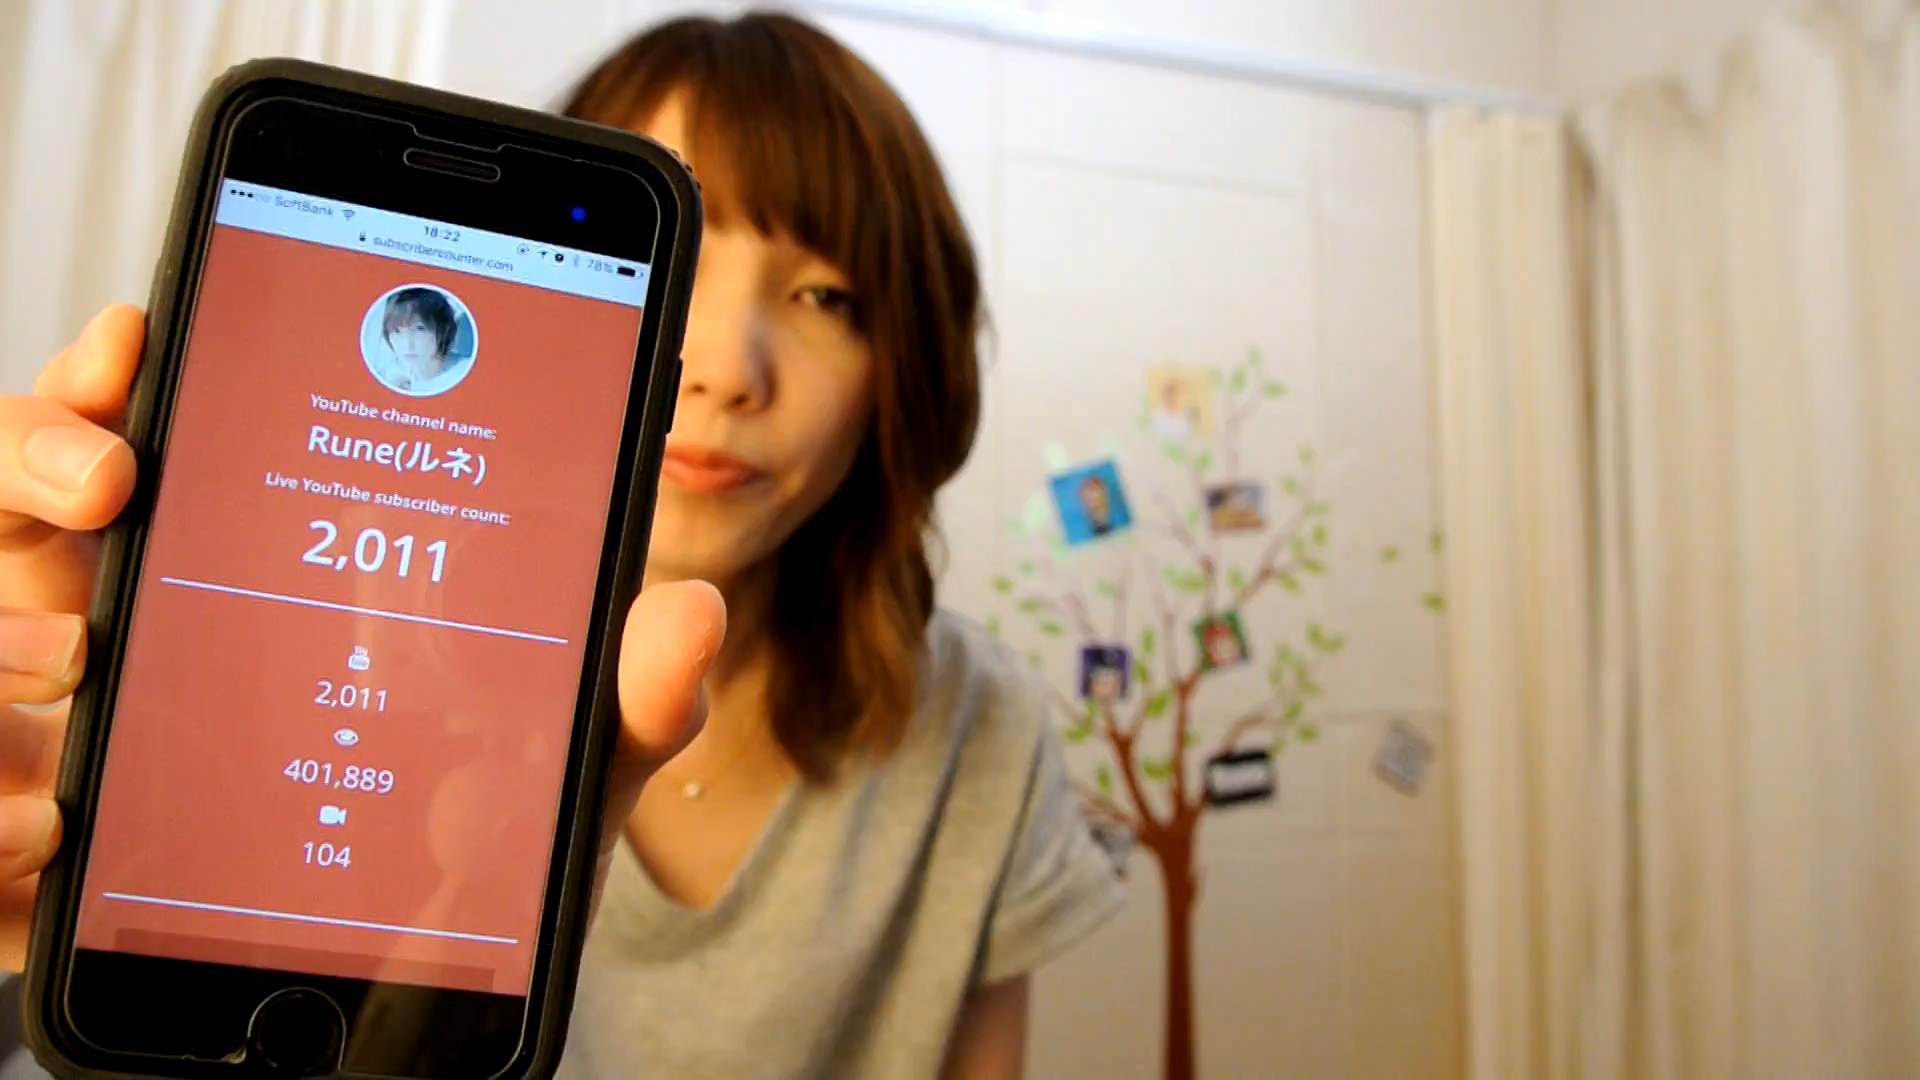 SoftBank
18:22
78%
subscribercounter.com
YouTube channel name:
Rune(ルネ)
Live YouTube subscriber count:
2,011
2,011
401,889
104